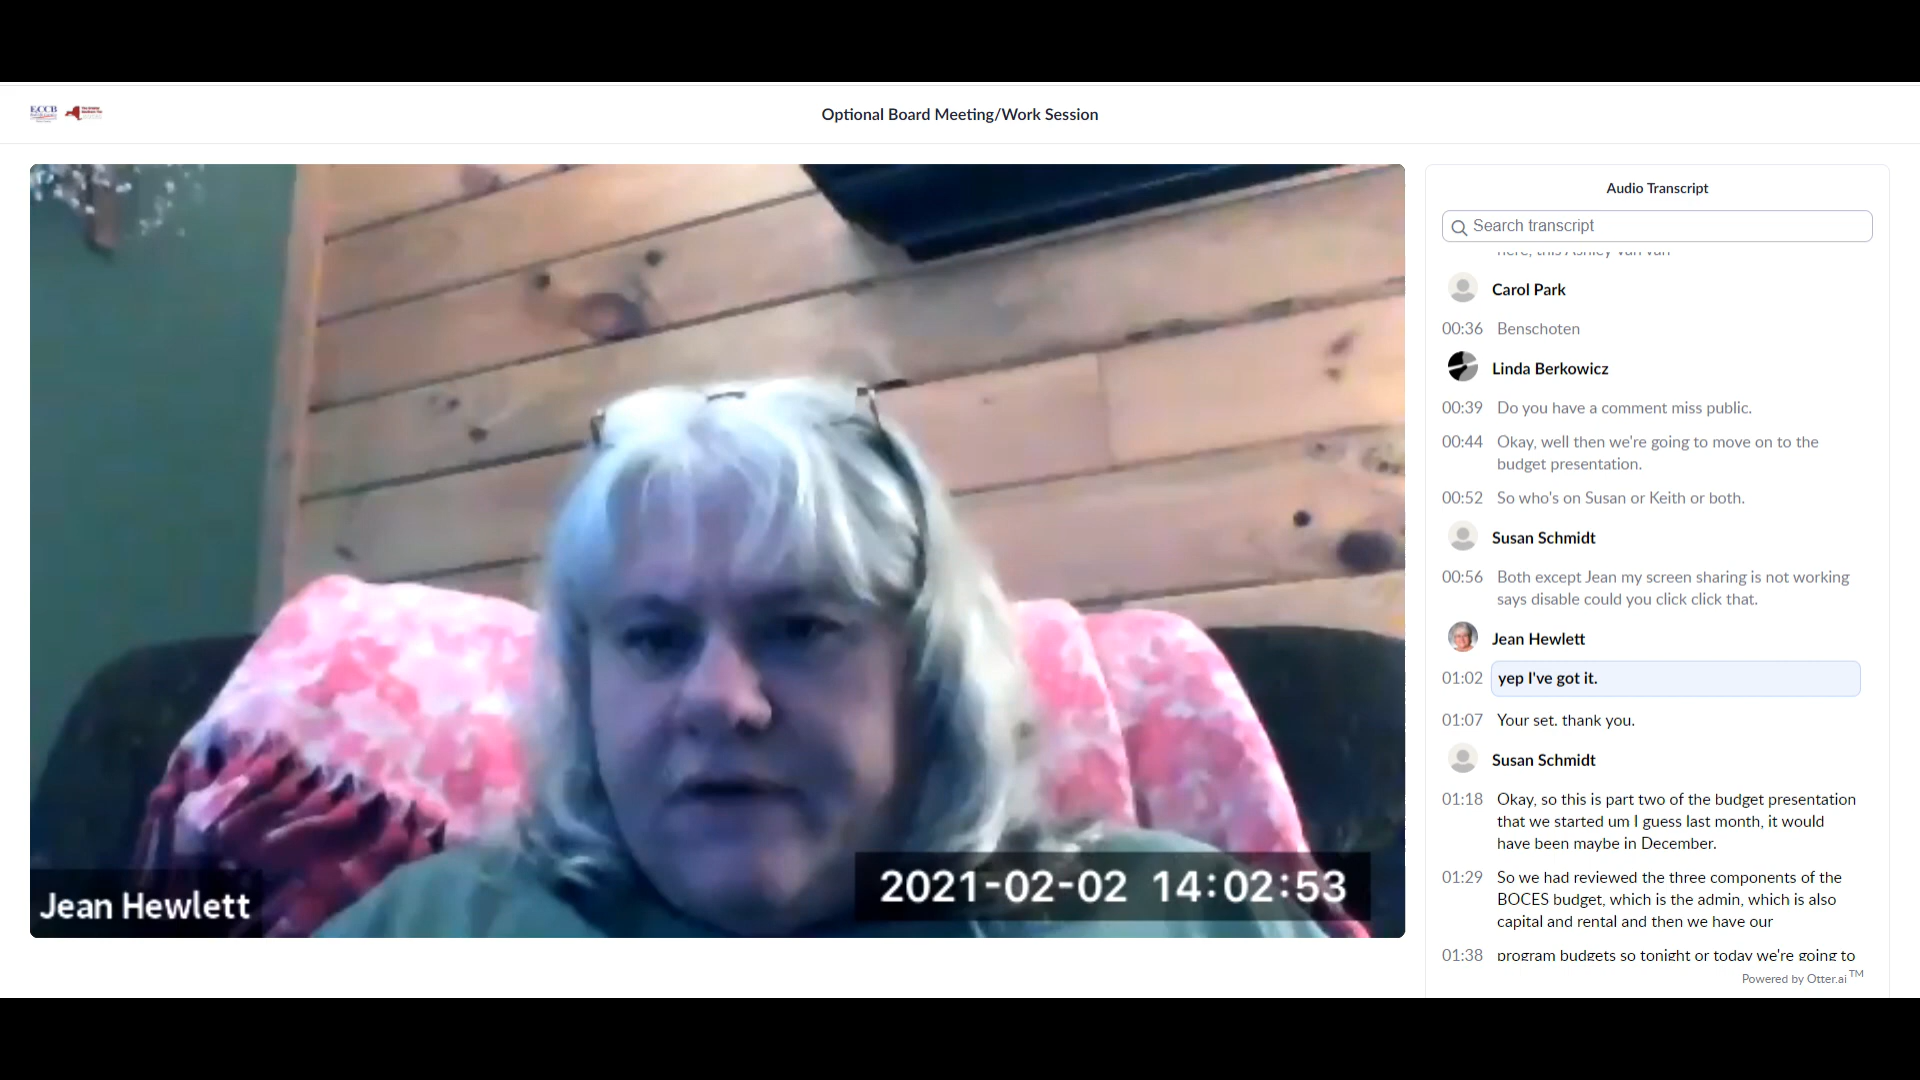 ECCB
Optional Board Meeting/Work Session
Jean Hewlett
2021-02-02 14:02:53
Audio Transcript
Search transcript
Carol Park
00:36 Benschoten
Linda Berkowicz
00:39 Do you have a comment miss public.
00:44 Okay, well then we're going to move on to the
budget presentation.
00:52 So who's on Susan or Keith or both.
Susan Schmidt
00:56 Both except Jean my screen sharing is not working
says disable could you click click that.
Jean Hewlett
01:02 yep I've got it.
01:07 Your set. thank you.
Susan Schmidt
01:18 Okay, so this is part two of the budget presentation
that we started um I guess last month, it would
have been maybe in December.
01:29 So we had reviewed the three components of the
BOCES budget, which is the admin, which is also
capital and rental and then we have our
01:38 program budgets so tonight or today we're going to
Powered by Otter.ai TM